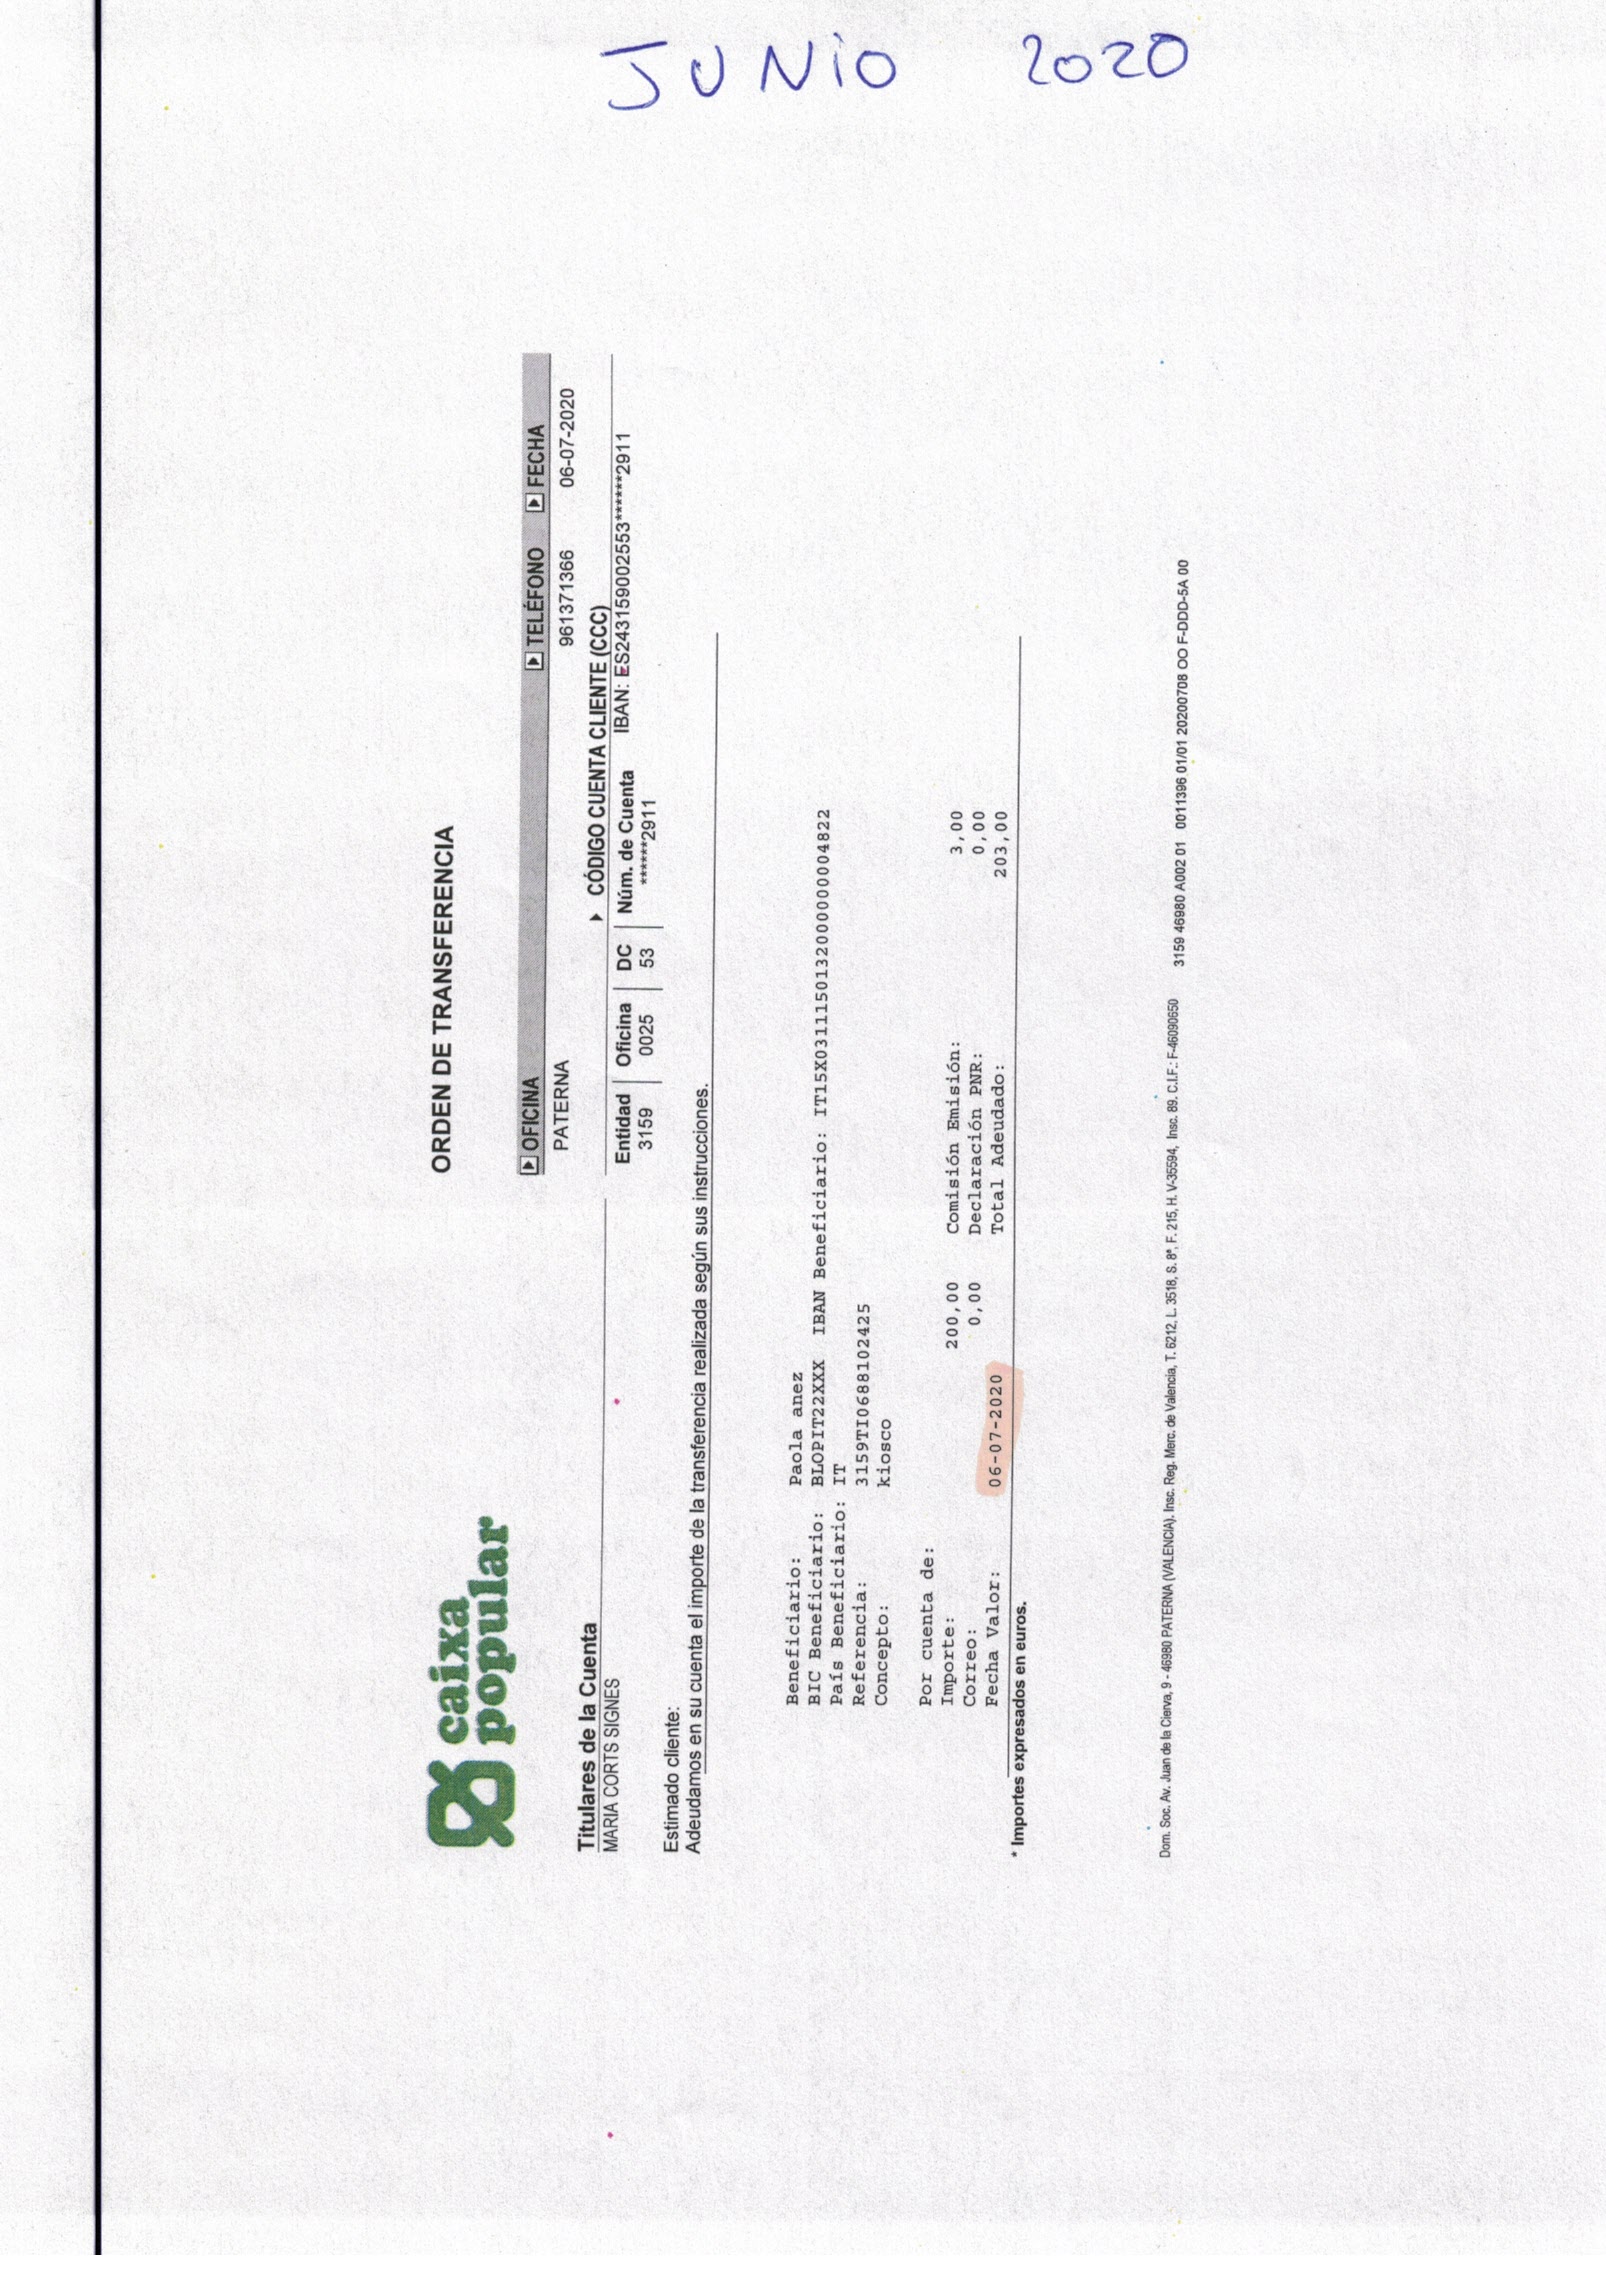 JUNiO 2020
caixa
popular
ORDEN DE TRANSFERENCIA
OFICINA TELÉFONO FECHA
PATERNA 961371366 06-07-2020
Titulares de la Cuenta
MARIA CORTS SIGNES
CÓDIGO CUENTA CLIENTE (CCC)
Entidad Oficina DC Núm. de Cuenta IBAN: ES243159002553******2911
3159 0025 53 ******2911
Estimado cliente:
Adeudamos en su cuenta el importe de la transferencia realizada según sus instrucciones.
Beneficiario: Paola anez
BIC Beneficiario: BLOPIT22XXX IBAN Beneficiario: IT15X0311150132000000004822
País Beneficiario: IT
Referencia: 3159TI0688102425
Concepto: kiosco
Por cuenta de:
Importe: 200,00 Comisión Emisión: 3,00
Correo: 0,00 Declaración PNR: 0,00
Fecha Valor: 06-07-2020 Total Adeudado: 203,00
* Importes expresados en euros.
Dom. Soc. Av. Juan de la Cierva, 9 - 46980 PATERNA (VALENCIA). Insc. Reg. Merc. de Valencia, T. 6212, L. 3518, S. 8ª, F. 215, H. V-35594, Insc. 89. C.I.F.: F-46090650
3159 46980 A002 01 0011396 01/01 20200708 OO F-DDD-5A 00